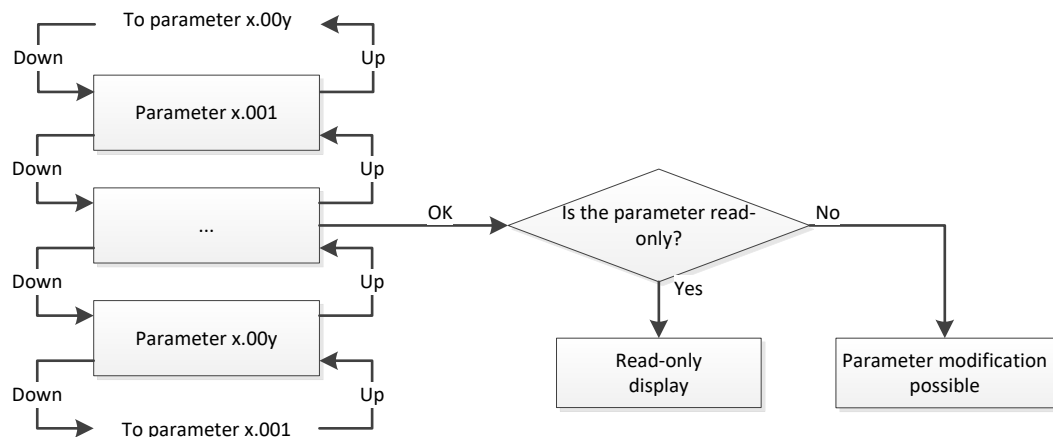 To parameter x.00y
Down
Up
Parameter x.001
Down
Up
...
OK
Is the parameter read-
only?
No
Yes
Down
Up
Parameter x.00y
Read-only
display
Parameter modification
possible
Down
Up
To parameter x.001